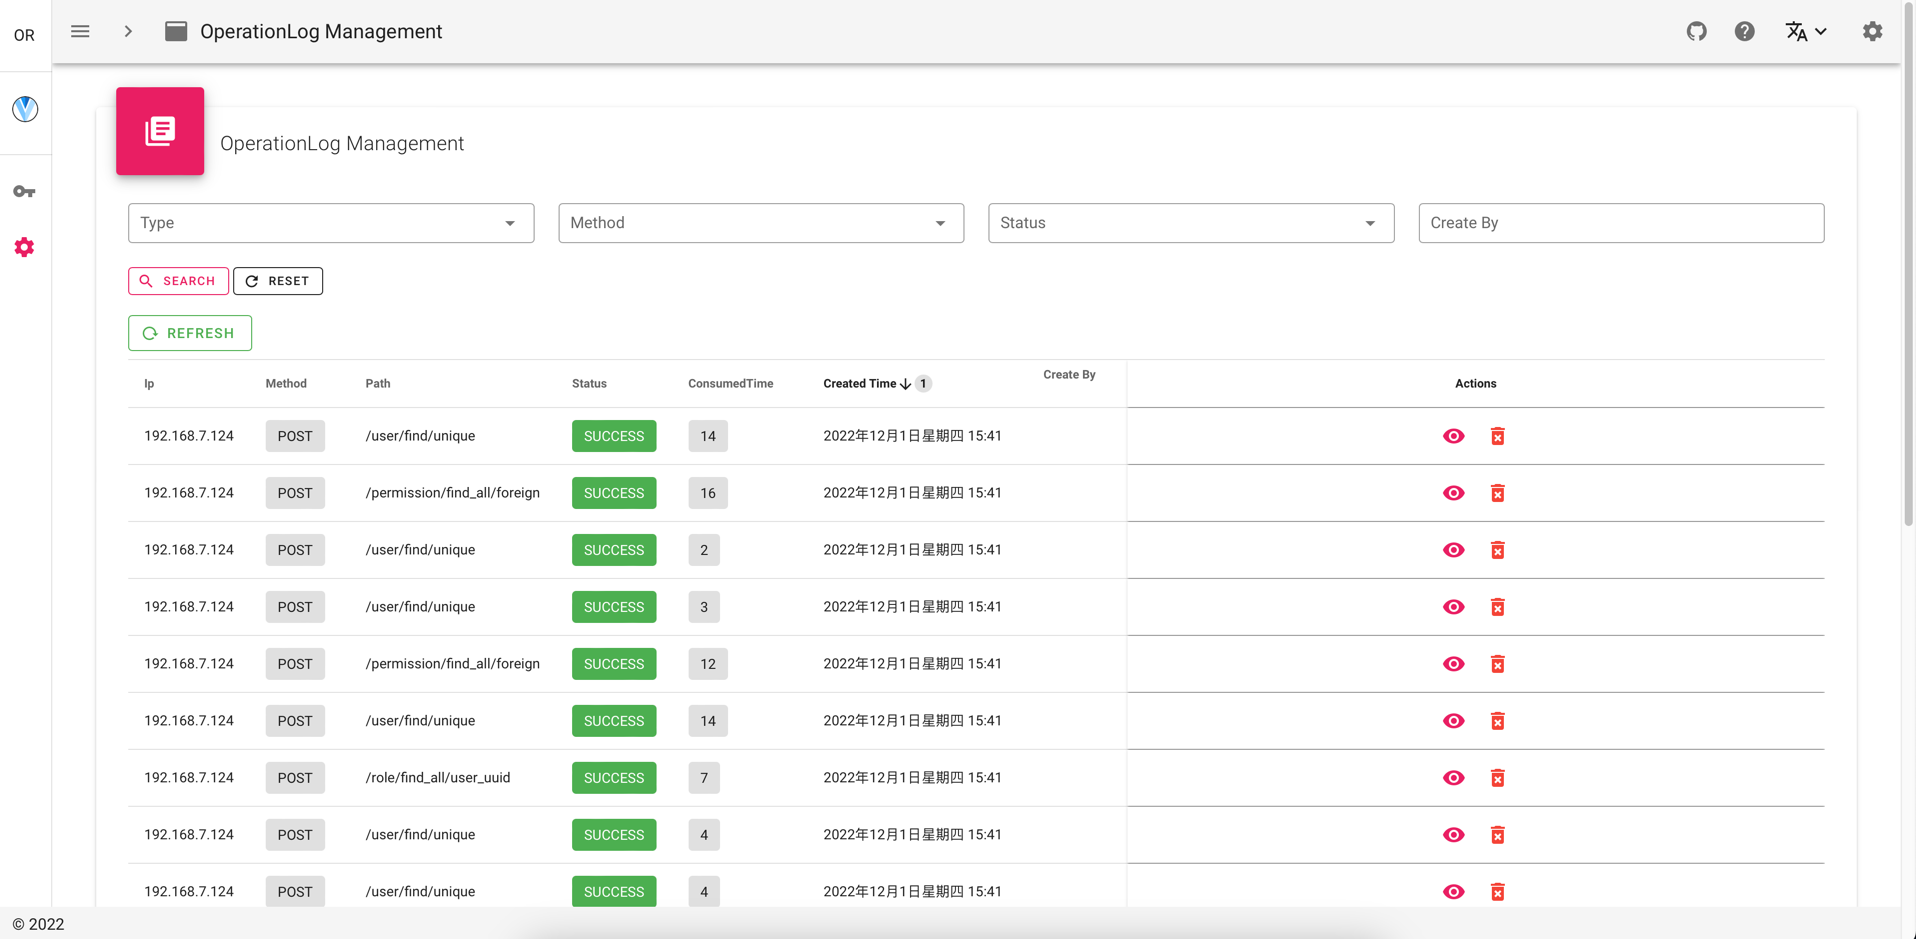 OR
OperationLog Management
OperationLog Management
Type
Method
Status
Create By
SEARCH
RESET
REFRESH
Ip Method Path Status ConsumedTime Created Time 1 Create By Actions
192.168.7.124 POST /user/find/unique SUCCESS 14 2022年12月1日星期四 15:41
192.168.7.124 POST /permission/find_all/foreign SUCCESS 16 2022年12月1日星期四 15:41
192.168.7.124 POST /user/find/unique SUCCESS 2 2022年12月1日星期四 15:41
192.168.7.124 POST /user/find/unique SUCCESS 3 2022年12月1日星期四 15:41
192.168.7.124 POST /permission/find_all/foreign SUCCESS 12 2022年12月1日星期四 15:41
192.168.7.124 POST /user/find/unique SUCCESS 14 2022年12月1日星期四 15:41
192.168.7.124 POST /role/find_all/user_uuid SUCCESS 7 2022年12月1日星期四 15:41
192.168.7.124 POST /user/find/unique SUCCESS 4 2022年12月1日星期四 15:41
192.168.7.124 POST /user/find/unique SUCCESS 4 2022年12月1日星期四 15:41
© 2022